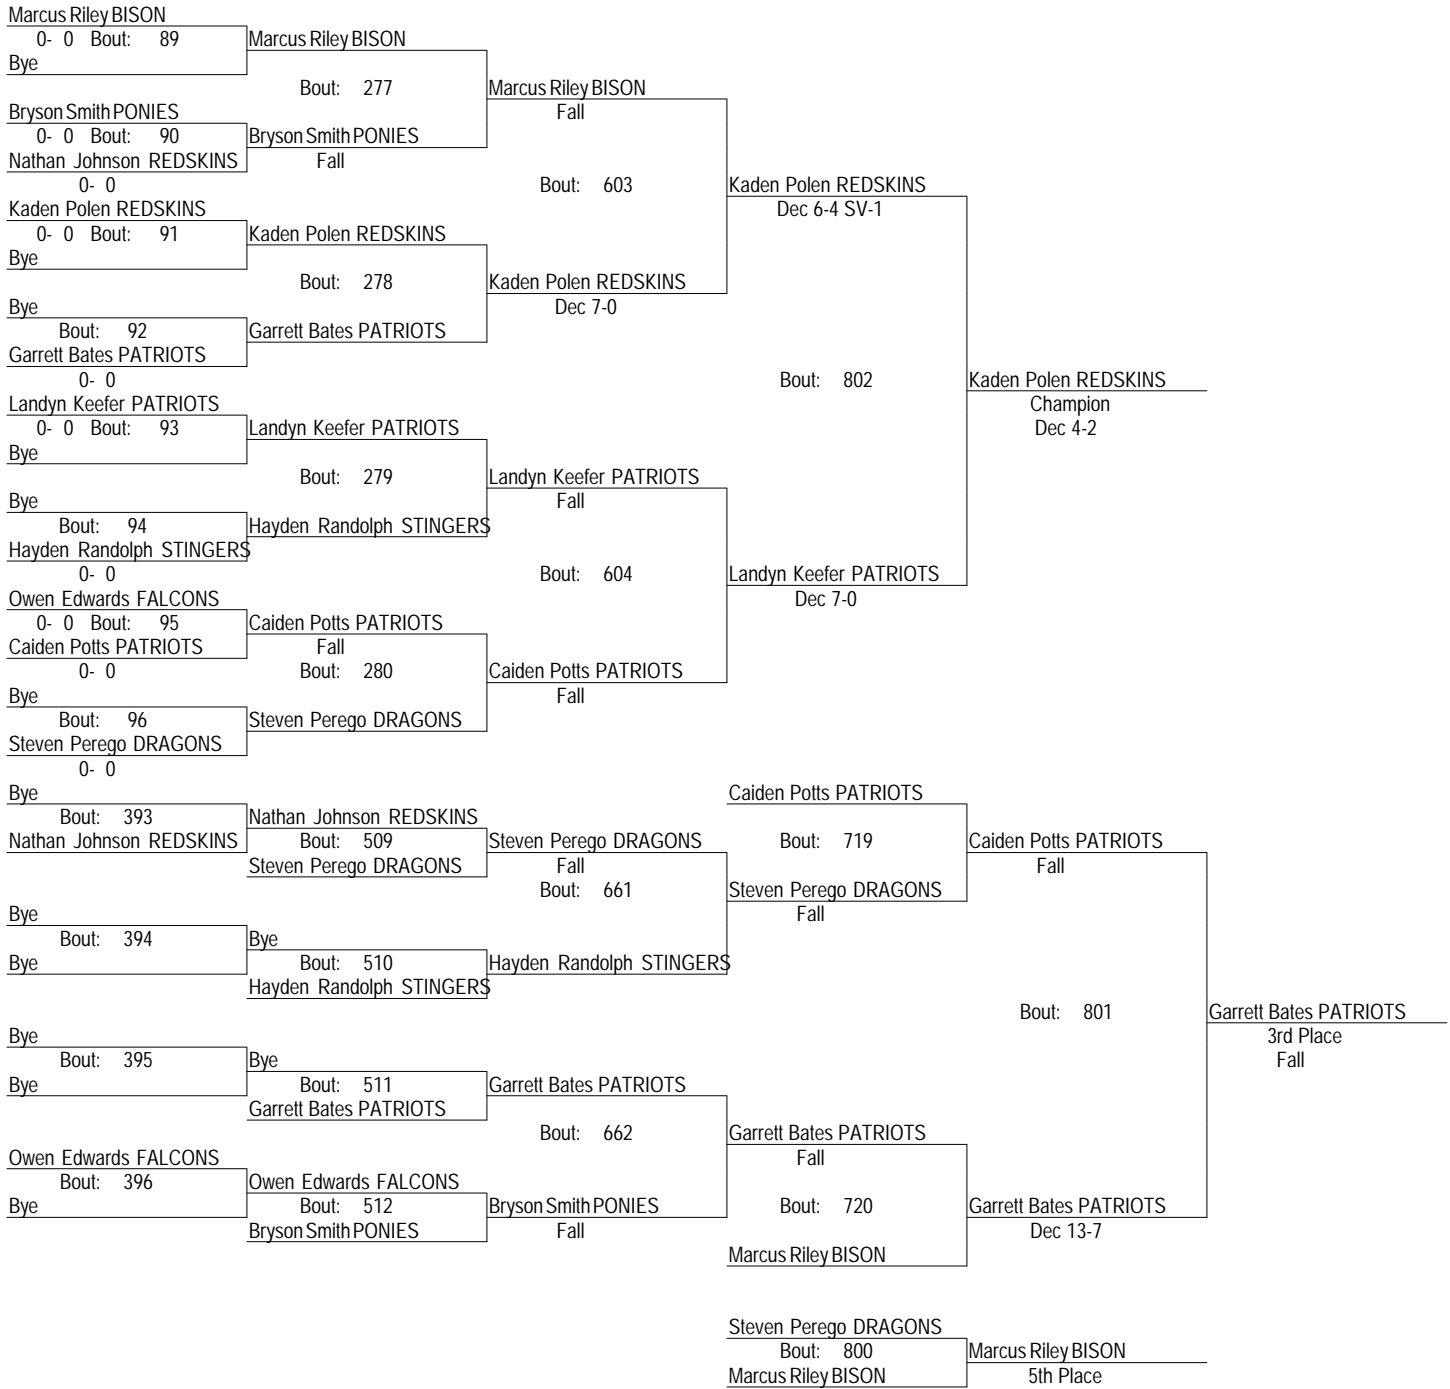 Marcus Riley BISON
0- 0 Bout: 89 Marcus Riley BISON
Bye
Bout: 277 Marcus Riley BISON
Bryson Smith PONIES Fall
0- 0 Bout: 90 Bryson Smith PONIES
Nathan Johnson REDSKINS Fall
0- 0 Bout: 603 Kaden Polen REDSKINS
Kaden Polen REDSKINS Dec 6-4 SV-1
0- 0 Bout: 91 Kaden Polen REDSKINS
Bye
Bout: 278 Kaden Polen REDSKINS
Bye Dec 7-0
Bout: 92 Garrett Bates PATRIOTS
Garrett Bates PATRIOTS
0- 0 Bout: 802 Kaden Polen REDSKINS
Landyn Keefer PATRIOTS Champion
0- 0 Bout: 93 Landyn Keefer PATRIOTS Dec 4-2
Bye
Bout: 279 Landyn Keefer PATRIOTS
Bye Fall
Bout: 94 Hayden Randolph STINGERS
Hayden Randolph STINGERS
0- 0 Bout: 604 Landyn Keefer PATRIOTS
Owen Edwards FALCONS Dec 7-0
0- 0 Bout: 95 Caiden Potts PATRIOTS
Caiden Potts PATRIOTS Fall
0- 0 Bout: 280 Caiden Potts PATRIOTS
Bye Fall
Bout: 96 Steven Perego DRAGONS
Steven Perego DRAGONS
0- 0
Bye Caiden Potts PATRIOTS
Bout: 393 Nathan Johnson REDSKINS
Nathan Johnson REDSKINS Bout: 509 Steven Perego DRAGONS Bout: 719 Caiden Potts PATRIOTS
Steven Perego DRAGONS Fall Fall
Bout: 661 Steven Perego DRAGONS
Bye Fall
Bout: 394 Bye
Bye Bout: 510 Hayden Randolph STINGERS
Hayden Randolph STINGERS
Bout: 801 Garrett Bates PATRIOTS
Bye 3rd Place
Bout: 395 Bye Fall
Bye Bout: 511 Garrett Bates PATRIOTS
Garrett Bates PATRIOTS
Bout: 662 Garrett Bates PATRIOTS
Owen Edwards FALCONS Fall
Bout: 396 Owen Edwards FALCONS
Bye Bout: 512 Bryson Smith PONIES Bout: 720 Garrett Bates PATRIOTS
Bryson Smith PONIES Fall Dec 13-7
Marcus Riley BISON
Steven Perego DRAGONS
Bout: 800 Marcus Riley BISON
Marcus Riley BISON 5th Place